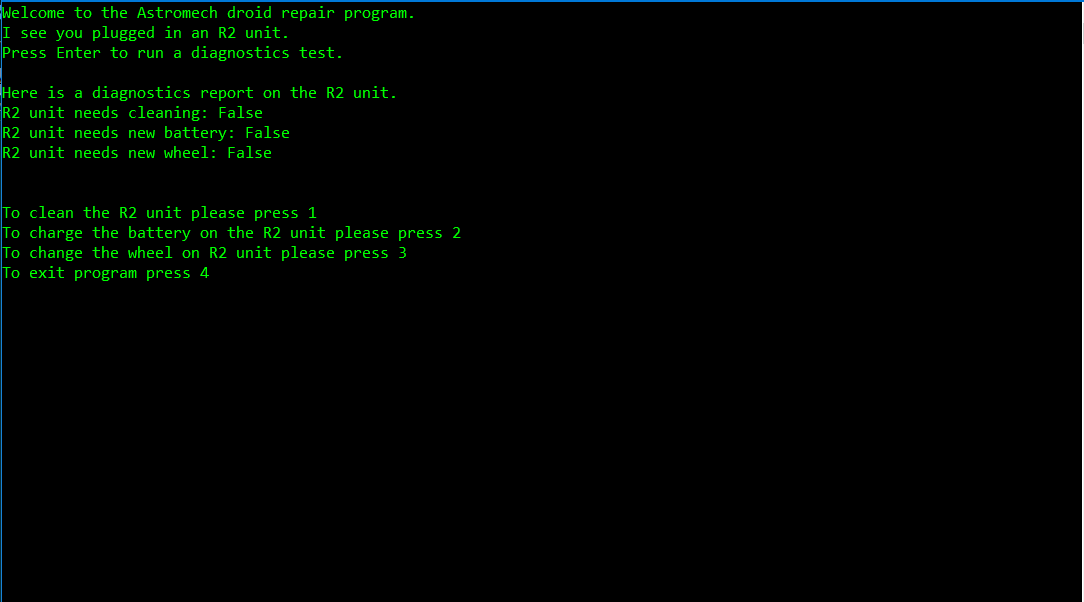 Welcome to the Astromech droid repair program.
I see you plugged in an R2 unit.
Press Enter to run a diagnostics test.
Here is a diagnostics report on the R2 unit.
R2 unit needs cleaning: False
R2 unit needs new battery: False
R2 unit needs new wheel: False
To clean the R2 unit please press 1
To charge the battery on the R2 unit please press 2
To change the wheel on R2 unit please press 3
To exit program press 4